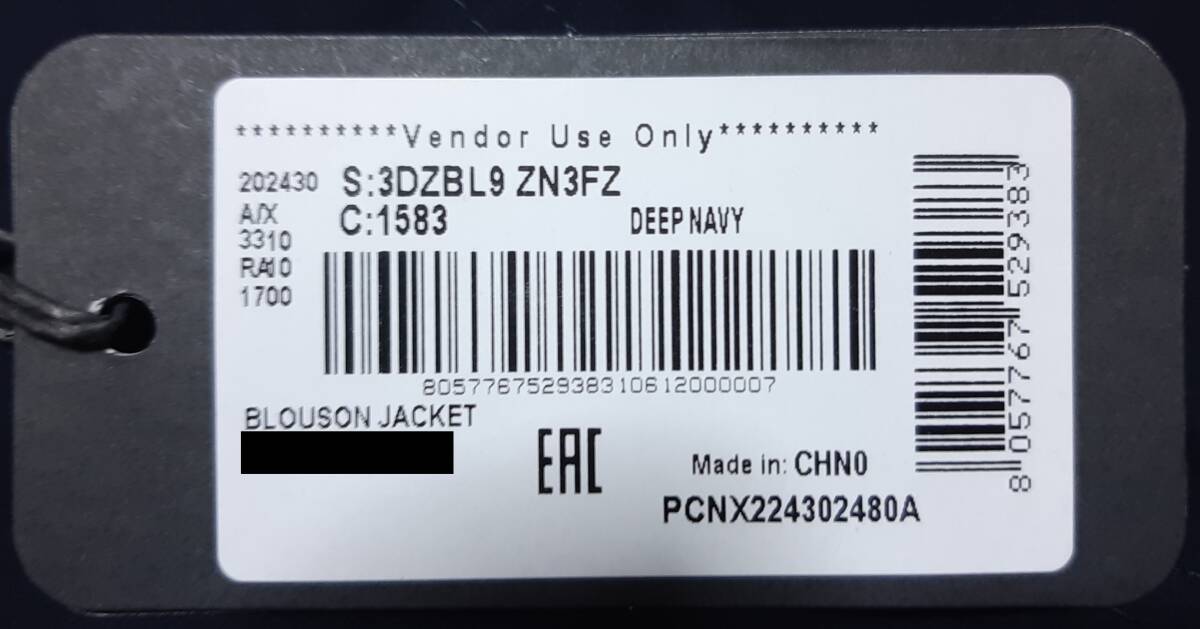 **********Vendor Use Only**********
202430 S:3DZBL9 ZN3FZ
A/X C:1583 DEEP NAVY
3310
RA10
1700
805776752938310612000007
BLOUSON JACKET
EAC
Made in: CHN0
PCNX224302480A
8 057767 529383